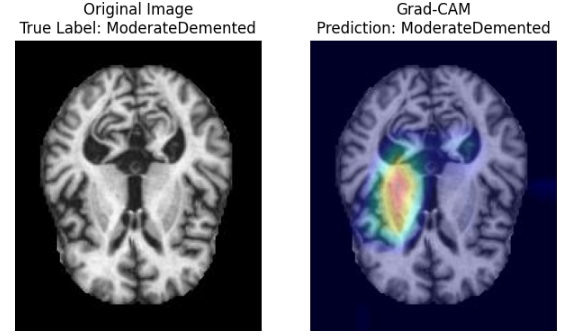 Original Image
True Label: ModerateDemented
Grad-CAM
Prediction: ModerateDemented